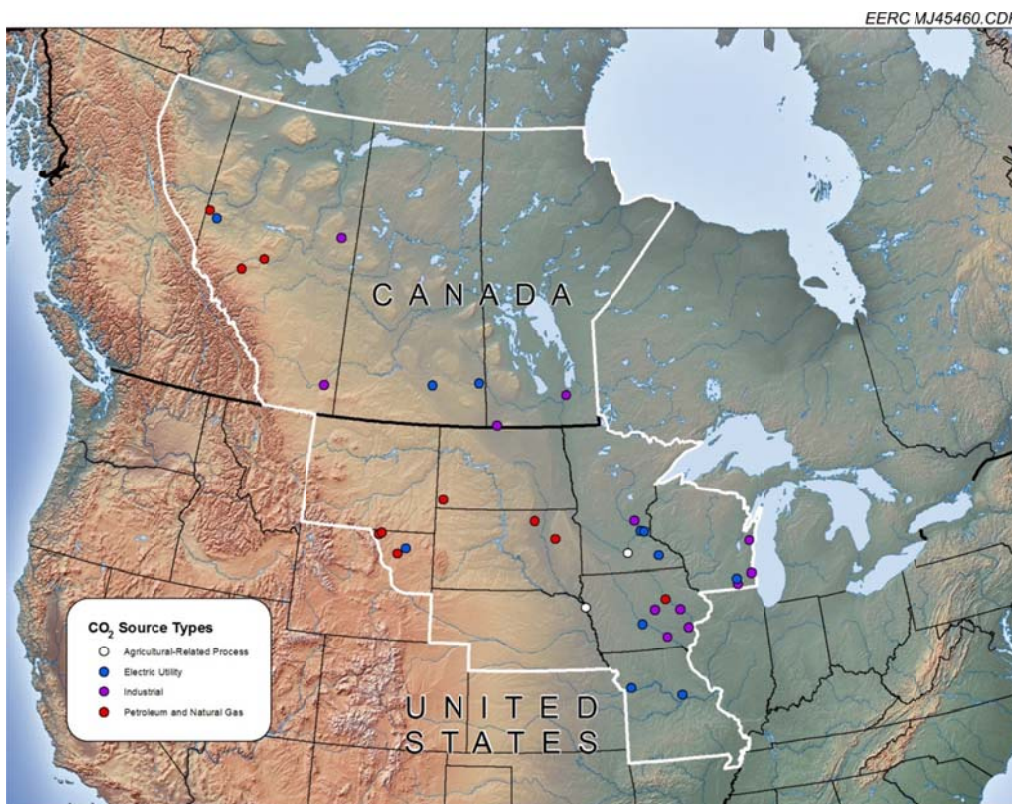 EERC MJ45460.CDR
CANADA
CO₂ Source Types
Agricultural-Related Process
Electric Utility
Industrial
Petroleum and Natural Gas
UNITED
STATES